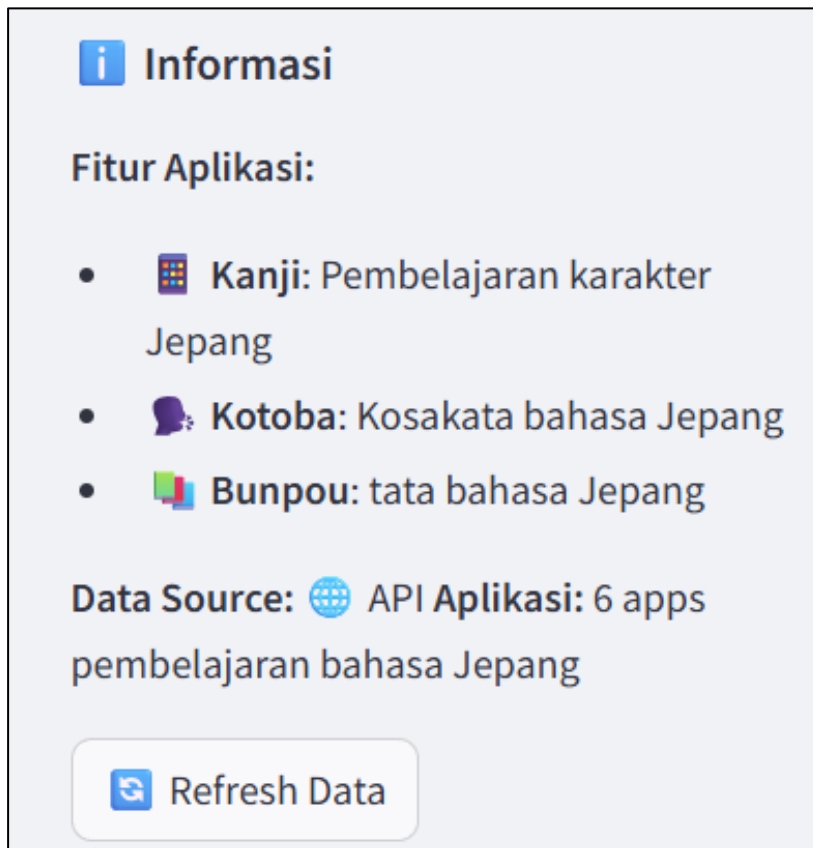 ℹ️ Informasi
Fitur Aplikasi:
• Kanji: Pembelajaran karakter
Jepang
• Kotoba: Kosakata bahasa Jepang
• Bunpou: tata bahasa Jepang
Data Source: 🌐 API Aplikasi: 6 apps
pembelajaran bahasa Jepang
🔄 Refresh Data